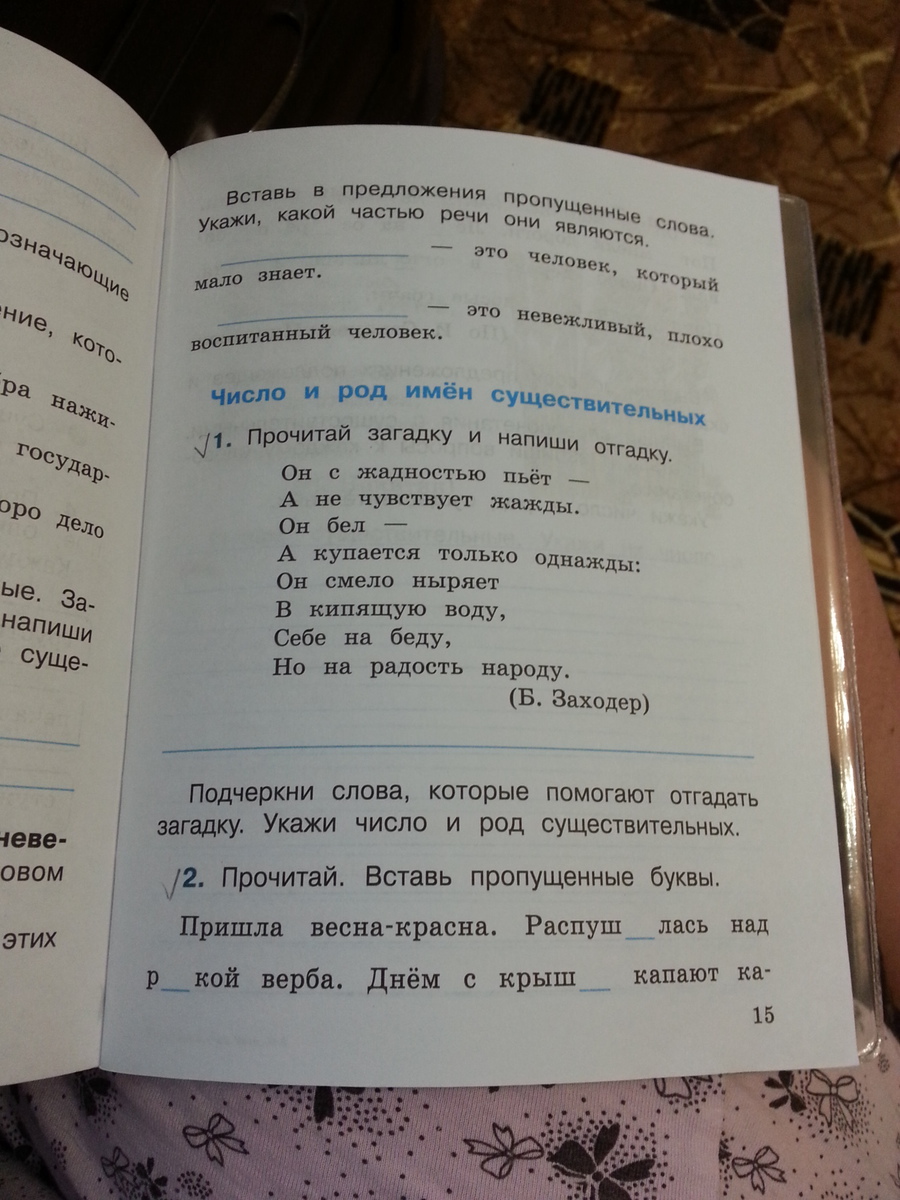 означающие
ние, кото-
ра нажи-
государ-
оро дело
ые. За-
напиши
суще-
неве-
овом
этих
Вставь в предложения пропущенные слова.
Укажи, какой частью речи они являются.
— это человек, который
мало знает.
— это невежливый, плохо
воспитанный человек.
Число и род имён существительных
1. Прочитай загадку и напиши отгадку.
Он с жадностью пьёт —
А не чувствует жажды.
Он бел —
А купается только однажды:
Он смело ныряет
В кипящую воду,
Себе на беду,
Но на радость народу.
(Б. Заходер)
Подчеркни слова, которые помогают отгадать
загадку. Укажи число и род существительных.
2. Прочитай. Вставь пропущенные буквы.
Пришла весна-красна. Распуш__лась над
р__кой верба. Днём с крыш__ капают ка-
15